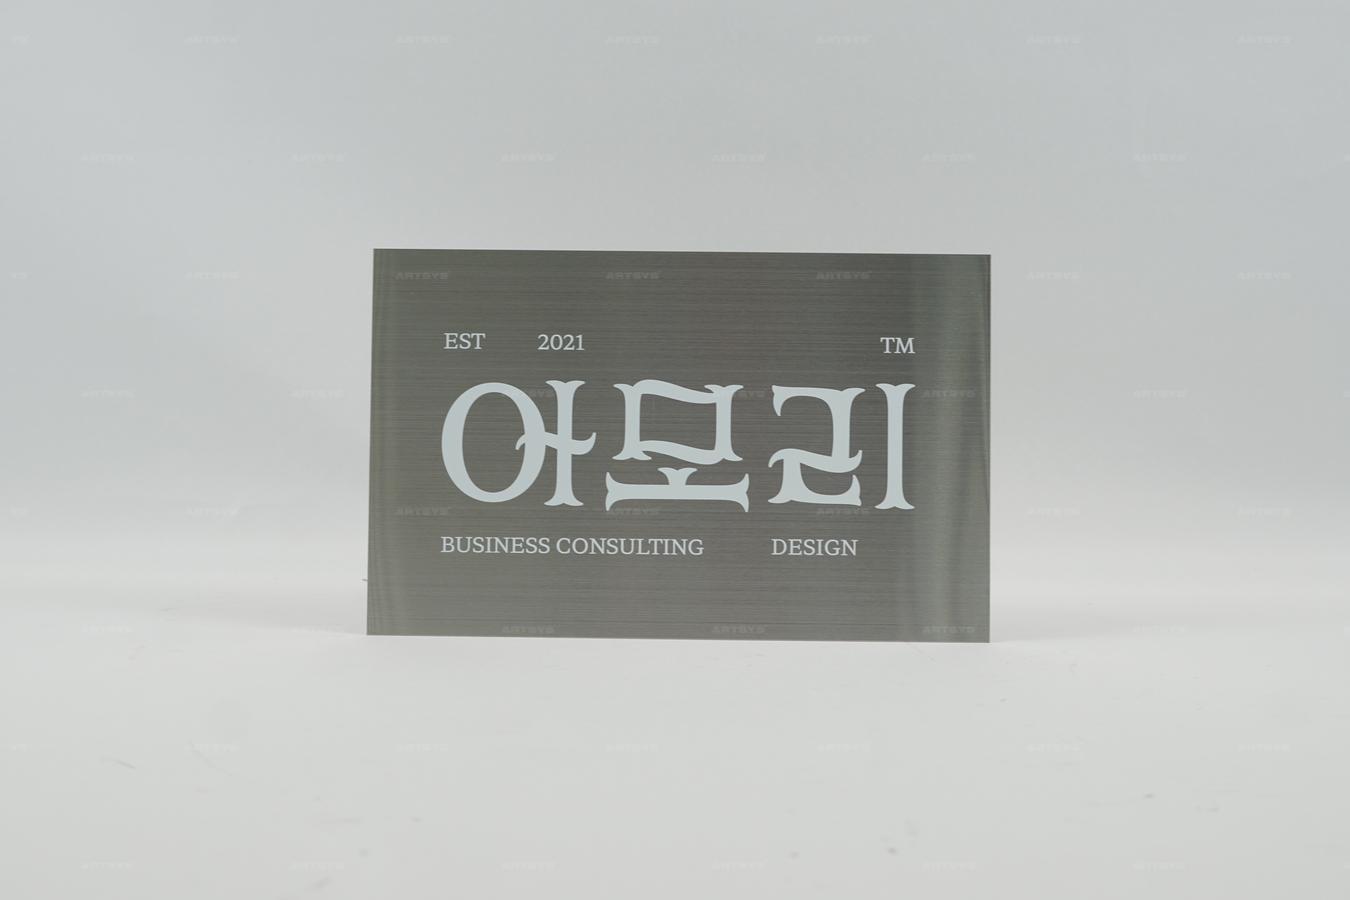 EST 2021 TM
아모리
BUSINESS CONSULTING DESIGN